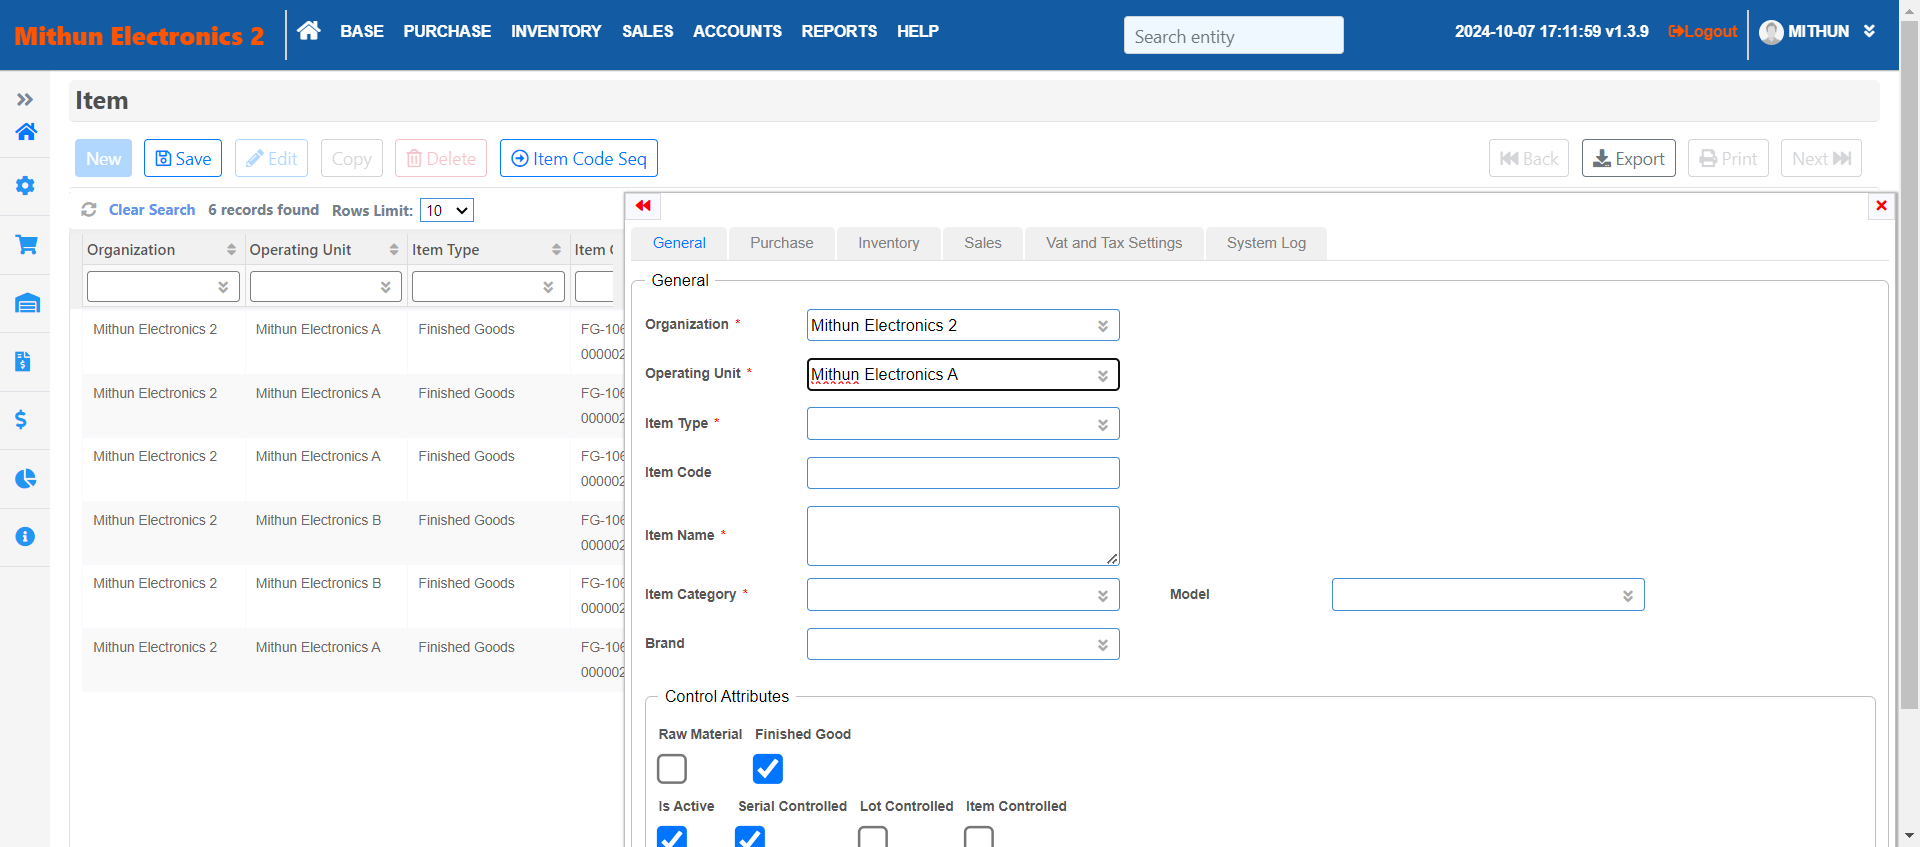 Mithun Electronics 2
BASE PURCHASE INVENTORY SALES ACCOUNTS REPORTS HELP
Search entity
2024-10-07 17:11:59 v1.3.9
Logout
MITHUN
Item
New Save Edit Copy Delete Item Code Seq
Back Export Print Next
Clear Search 6 records found Rows Limit: 10
Organization Operating Unit Item Type Item
Mithun Electronics 2 Mithun Electronics A Finished Goods FG-106
000002
Mithun Electronics 2 Mithun Electronics A Finished Goods FG-106
000002
Mithun Electronics 2 Mithun Electronics A Finished Goods FG-106
000002
Mithun Electronics 2 Mithun Electronics B Finished Goods FG-106
000002
Mithun Electronics 2 Mithun Electronics B Finished Goods FG-106
000002
Mithun Electronics 2 Mithun Electronics A Finished Goods FG-106
000002
General Purchase Inventory Sales Vat and Tax Settings System Log
General
Organization * Mithun Electronics 2
Operating Unit * Mithun Electronics A
Item Type *
Item Code
Item Name *
Item Category * Model
Brand
Control Attributes
Raw Material Finished Good
Is Active Serial Controlled Lot Controlled Item Controlled